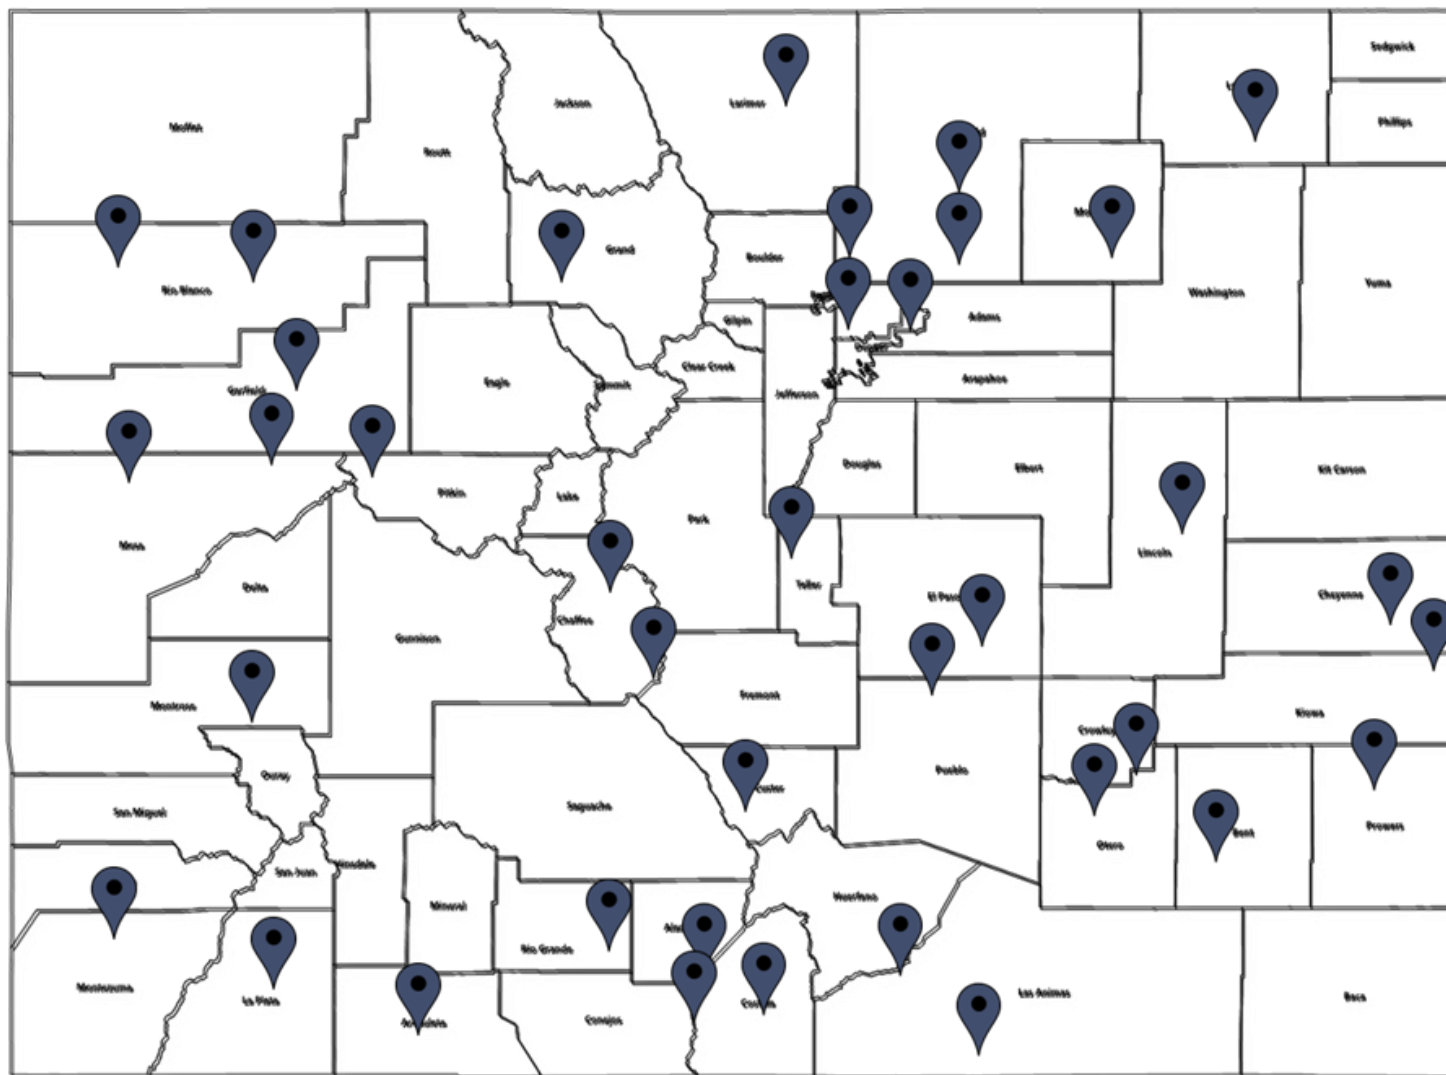 Sedgwick
Jackson
Larimer
Phillips
Moffat
Routt
Grand
Boulder
Rio Blanco
Washington
Yuma
Gilpin
Adams
Clear Creek
Eagle
Summit
Arapahoe
Garfield
Jefferson
Douglas
Elbert
Kit Carson
Pitkin
Lake
Park
Mesa
Lincoln
Delta
Teller
El Paso
Cheyenne
Chaffee
Gunnison
Fremont
Montrose
Kiowa
Crowley
Pueblo
Ouray
Saguache
San Miguel
Prowers
Bent
Otero
San Juan
Hinsdale
Huerfano
Mineral
Rio Grande
Montezuma
La Plata
Las Animas
Baca
Conejos